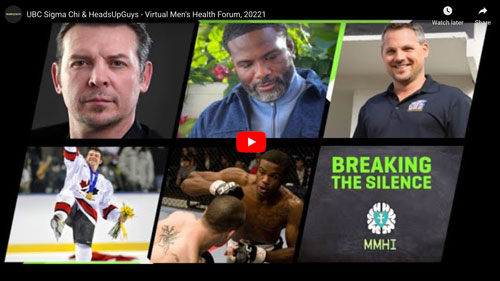 UBC Sigma Chi & HeadsUpGuys - Virtual Men's Health Forum, 20221
Watch later
Share
BREAKING
THE SILENCE
MMHI